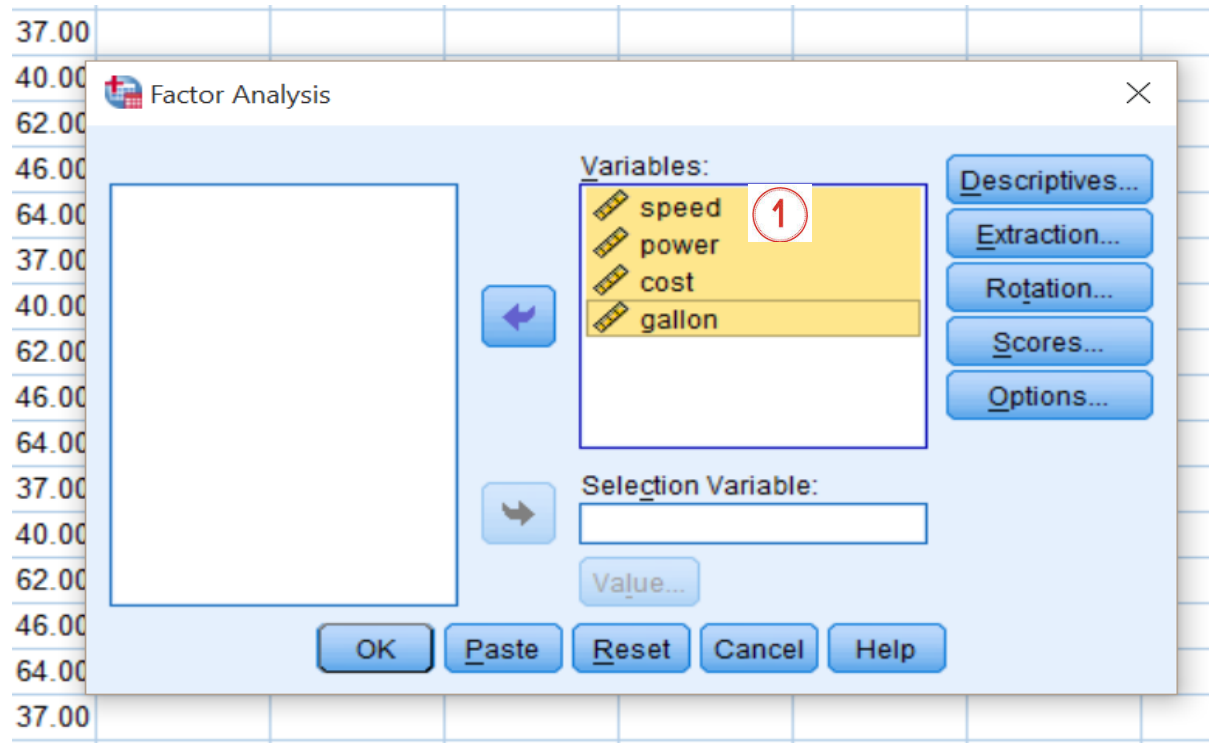 37.00
40.00
62.00
46.00
64.00
37.00
40.00
62.00
46.00
64.00
37.00
40.00
62.00
46.00
64.00
37.00
Factor Analysis
Variables:
speed
1
power
cost
gallon
Descriptives...
Extraction...
Rotation...
Scores...
Options...
Selection Variable:
Value...
OK
Paste
Reset
Cancel
Help